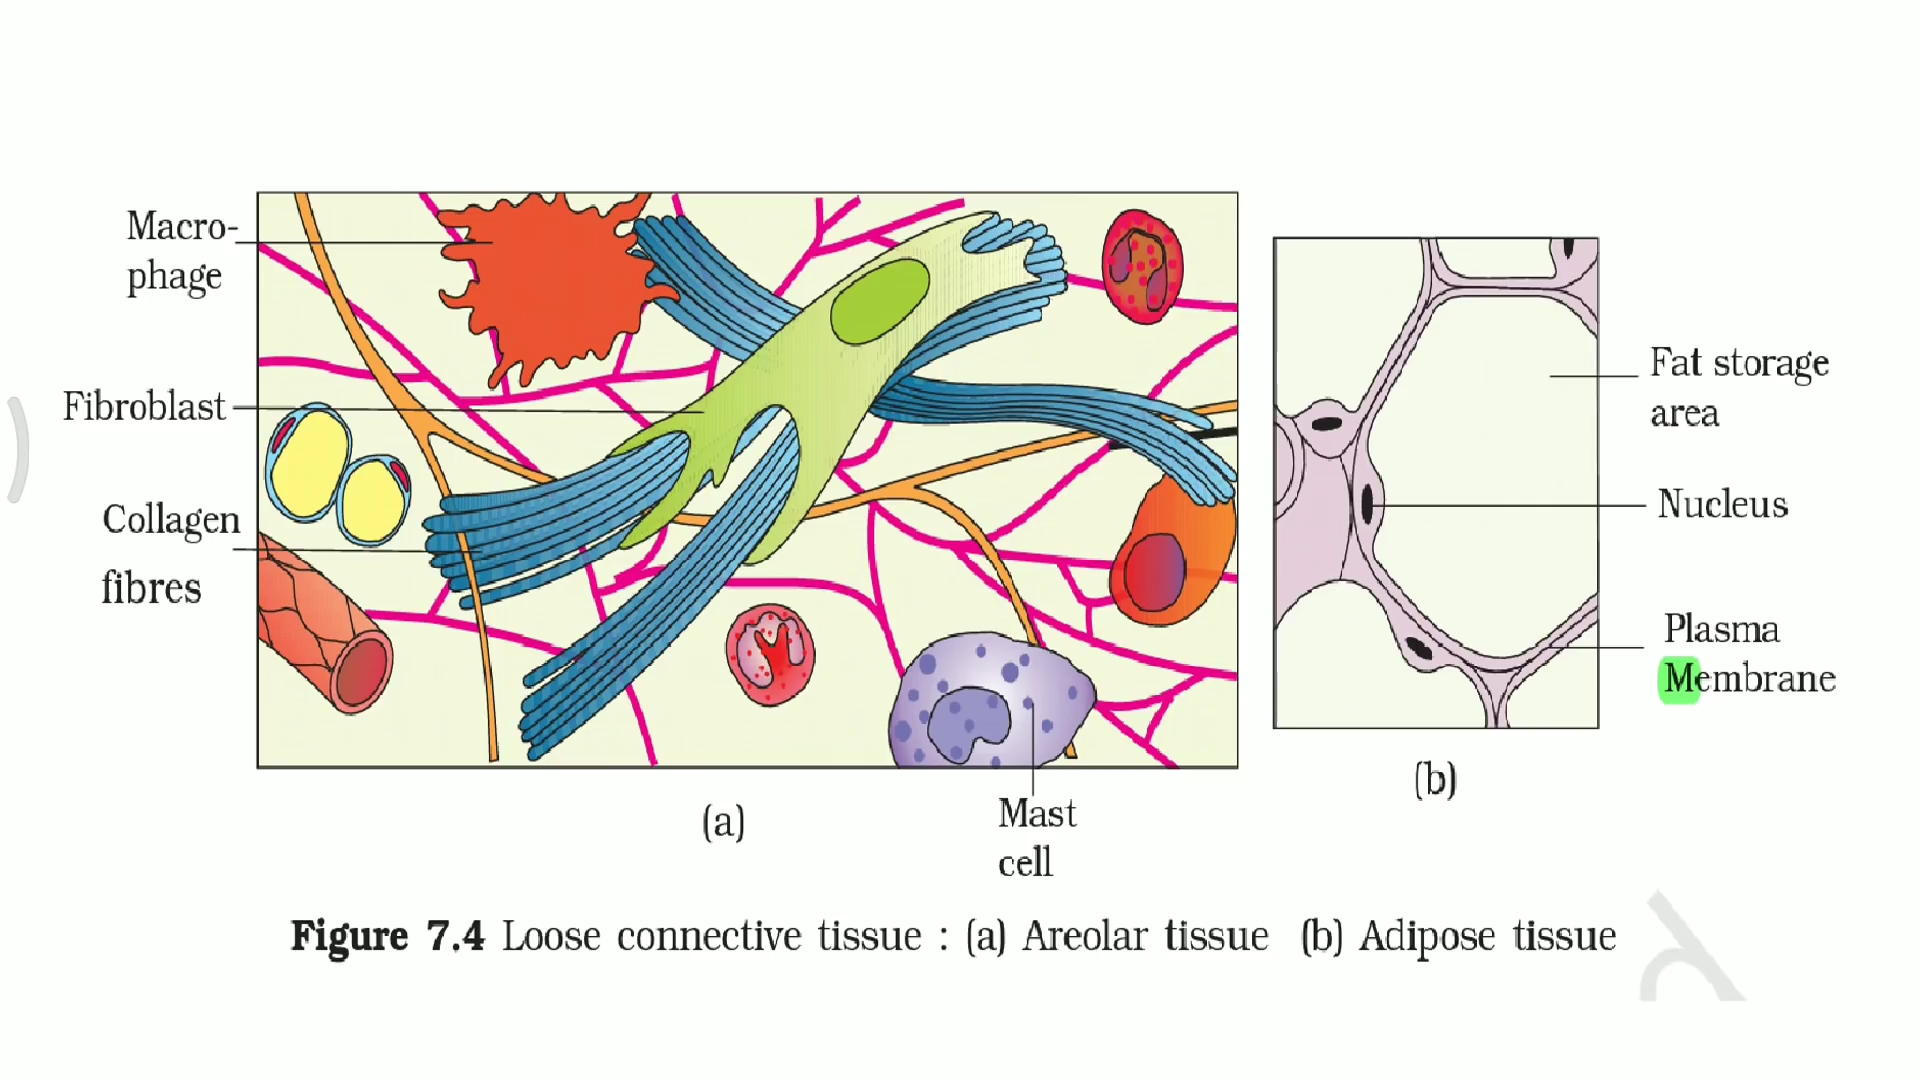 Macro-
phage
Fibroblast
Collagen
fibres
Fat storage
area
Nucleus
Plasma
Membrane
(a)
Mast
cell
(b)
Figure 7.4 Loose connective tissue : (a) Areolar tissue (b) Adipose tissue